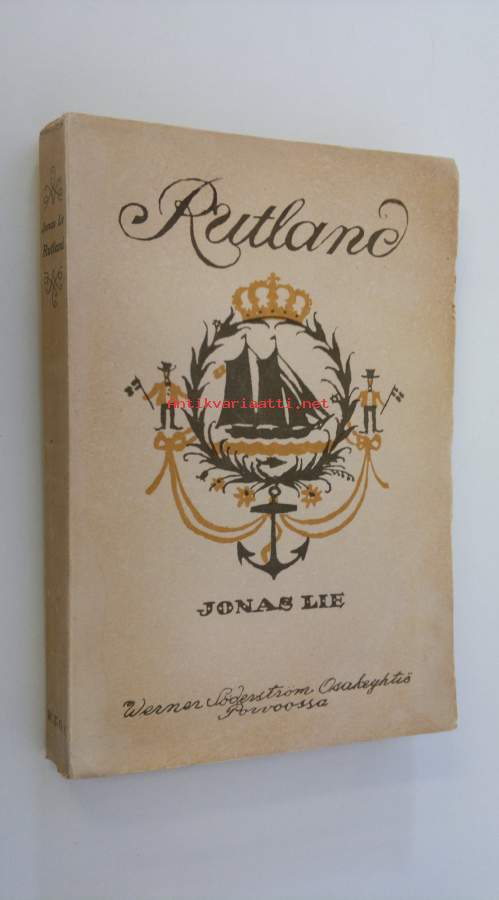 Rutland
Antikvariaatti.net
JONAS LIE
Werner Söderström Osakeyhtiö
Porvoossa
Jonas Lie
Rutland
W.S.O.Y.